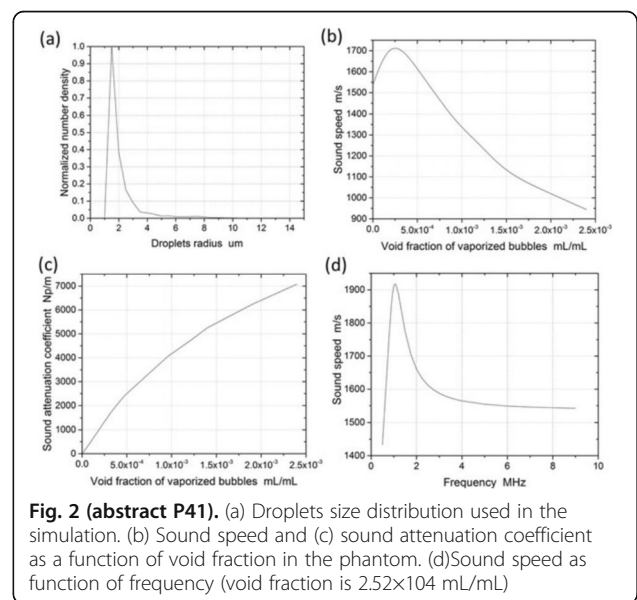 (a)
Normalized number density
1.0
0.9
0.8
0.7
0.6
0.5
0.4
0.3
0.2
0.1
0.0
0 2 4 6 8 10 12 14
Droplets radius um
(b)
Sound speed m/s
1700
1600
1500
1400
1300
1200
1100
1000
900
0.0 5.0x10⁻⁴ 1.0x10⁻³ 1.5x10⁻³ 2.0x10⁻³ 2.5x10⁻³
Void fraction of vaporized bubbles mL/mL
(c)
Sound attenuation coefficient Np/m
7000
6000
5000
4000
3000
2000
1000
0
0.0 5.0x10⁻⁴ 1.0x10⁻³ 1.5x10⁻³ 2.0x10⁻³ 2.5x10⁻³
Void fraction of vaporized bubbles mL/mL
(d)
Sound speed m/s
1900
1800
1700
1600
1500
1400
0 2 4 6 8 10
Frequency MHz
Fig. 2 (abstract P41). (a) Droplets size distribution used in the
simulation. (b) Sound speed and (c) sound attenuation coefficient
as a function of void fraction in the phantom. (d)Sound speed as
function of frequency (void fraction is 2.52×104 mL/mL)